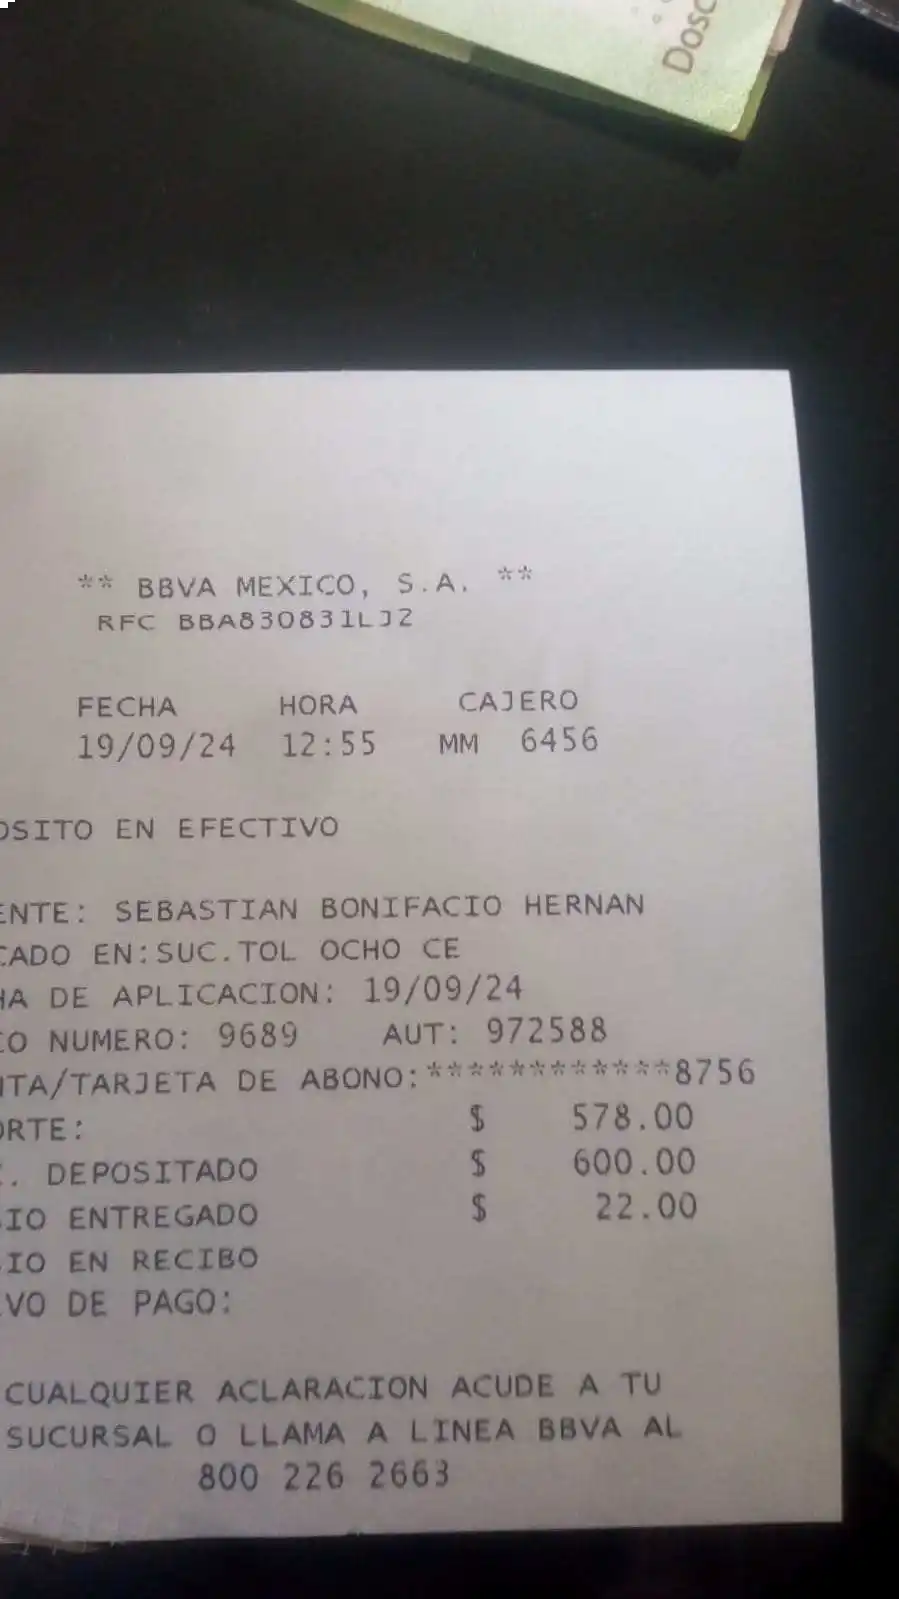 Dosc
** BBVA MEXICO, S.A. **
RFC BBA830831LJ2
FECHA HORA CAJERO
19/09/24 12:55 MM 6456
OSITO EN EFECTIVO
ENTE: SEBASTIAN BONIFACIO HERNAN
CADO EN:SUC.TOL OCHO CE
HA DE APLICACION: 19/09/24
CO NUMERO: 9689 AUT: 972588
NTA/TARJETA DE ABONO:************8756
ORTE: $ 578.00
. DEPOSITADO $ 600.00
IO ENTREGADO $ 22.00
IO EN RECIBO
VO DE PAGO:
CUALQUIER ACLARACION ACUDE A TU
SUCURSAL O LLAMA A LINEA BBVA AL
800 226 2663